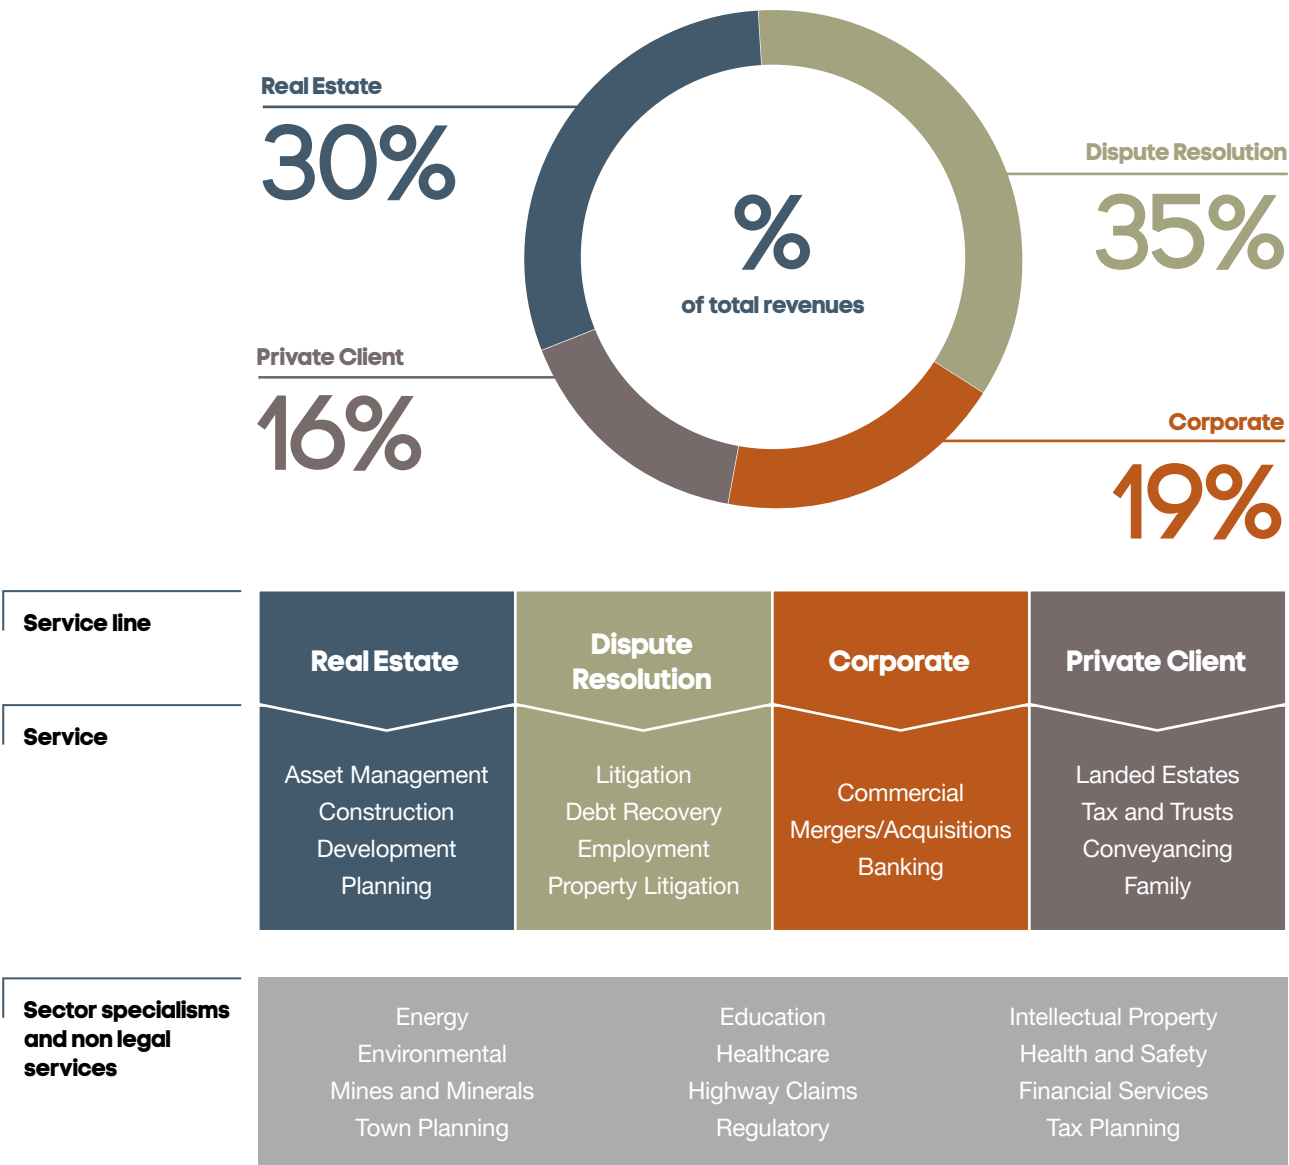 Real Estate
30%
Dispute Resolution
35%
%
of total revenues
Private Client
16%
Corporate
19%
Service line
Real Estate
Dispute
Resolution
Corporate
Private Client
Service
Asset Management
Construction
Development
Planning
Litigation
Debt Recovery
Employment
Property Litigation
Commercial
Mergers/Acquisitions
Banking
Landed Estates
Tax and Trusts
Conveyancing
Family
Sector specialisms
and non legal
services
Energy
Environmental
Mines and Minerals
Town Planning
Education
Healthcare
Highway Claims
Regulatory
Intellectual Property
Health and Safety
Financial Services
Tax Planning